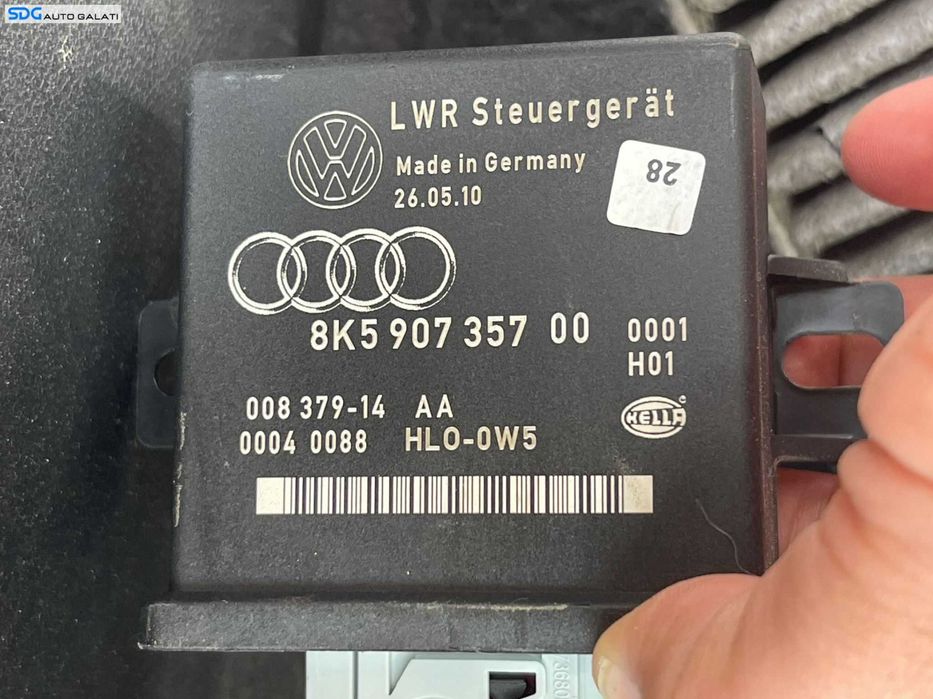 SDG AUTO GALATI
LWR Steuergerät
Made in Germany
26.05.10
28
8K5 907 357 00 0001
H01
008 379-14 AA
0004 0088 HLO-0W5
HELLA